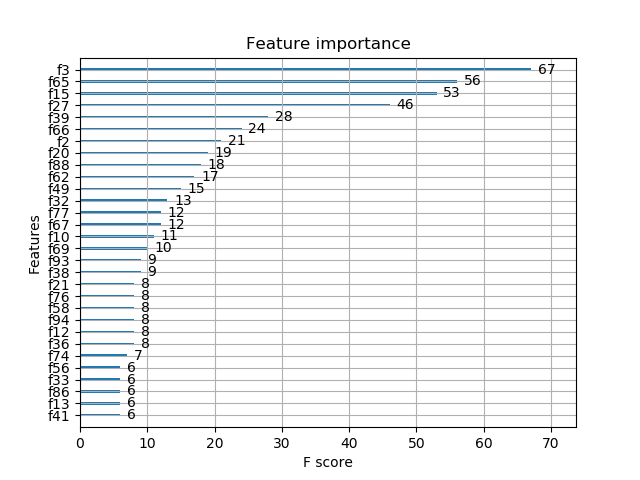 Feature importance
Features
f3 67
f65 56
f15 53
f27 46
f39 28
f66 24
f2 21
f20 19
f88 18
f62 17
f49 15
f32 13
f77 12
f67 12
f10 11
f69 10
f93 9
f38 9
f21 8
f76 8
f58 8
f94 8
f12 8
f36 8
f74 7
f56 6
f33 6
f86 6
f13 6
f41 6
0 10 20 30 40 50 60 70
F score